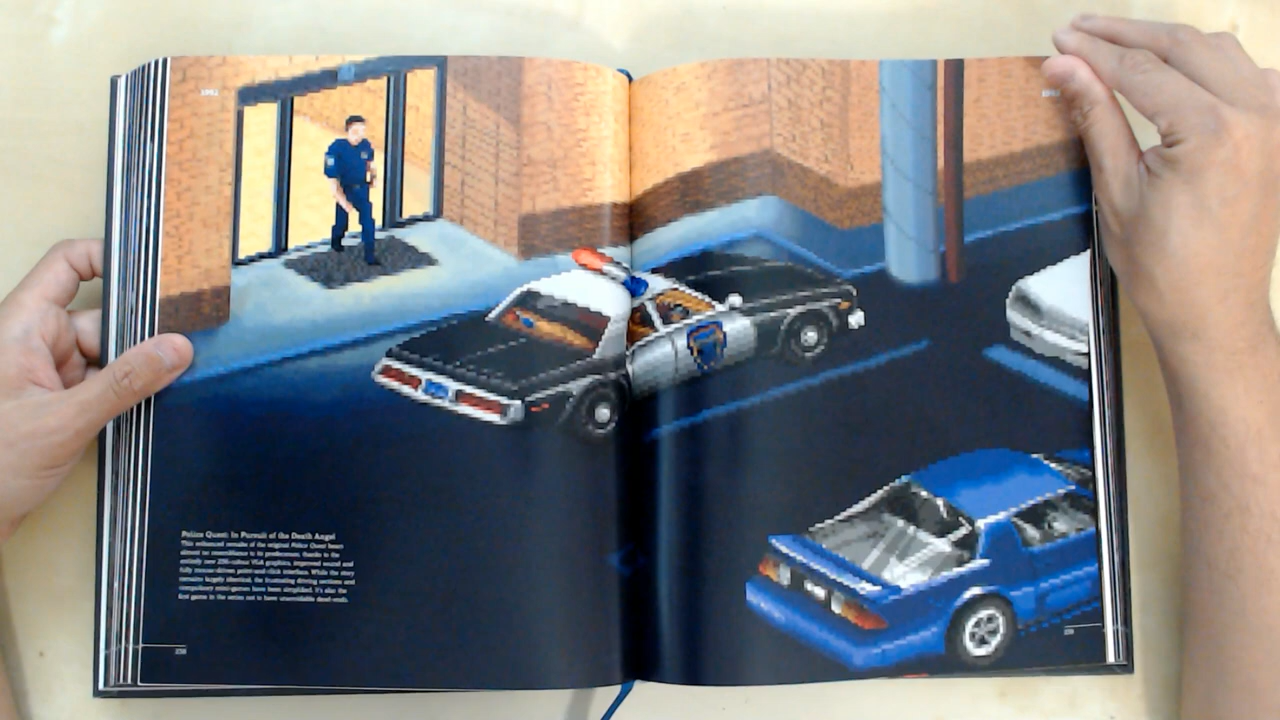 1992
1992
Police Quest: In Pursuit of the Death Angel
This enhanced remake of the original Police Quest bears
almost no resemblance to its predecessor, thanks to the
entirely new 256-colour VGA graphics, improved sound and
fully mouse-driven point-and-click interface. While the story
remains largely identical, the frustrating driving sections and
compulsory mini-games have been simplified. It's also the
first game in the series not to have unavoidable dead-ends.